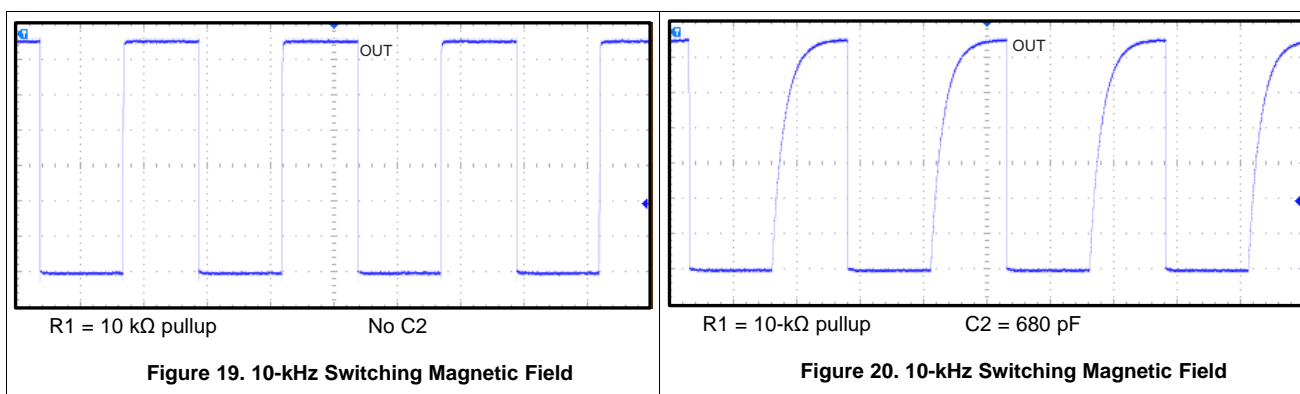 OUT
R1 = 10 kΩ pullup No C2
Figure 19. 10-kHz Switching Magnetic Field
OUT
R1 = 10-kΩ pullup C2 = 680 pF
Figure 20. 10-kHz Switching Magnetic Field